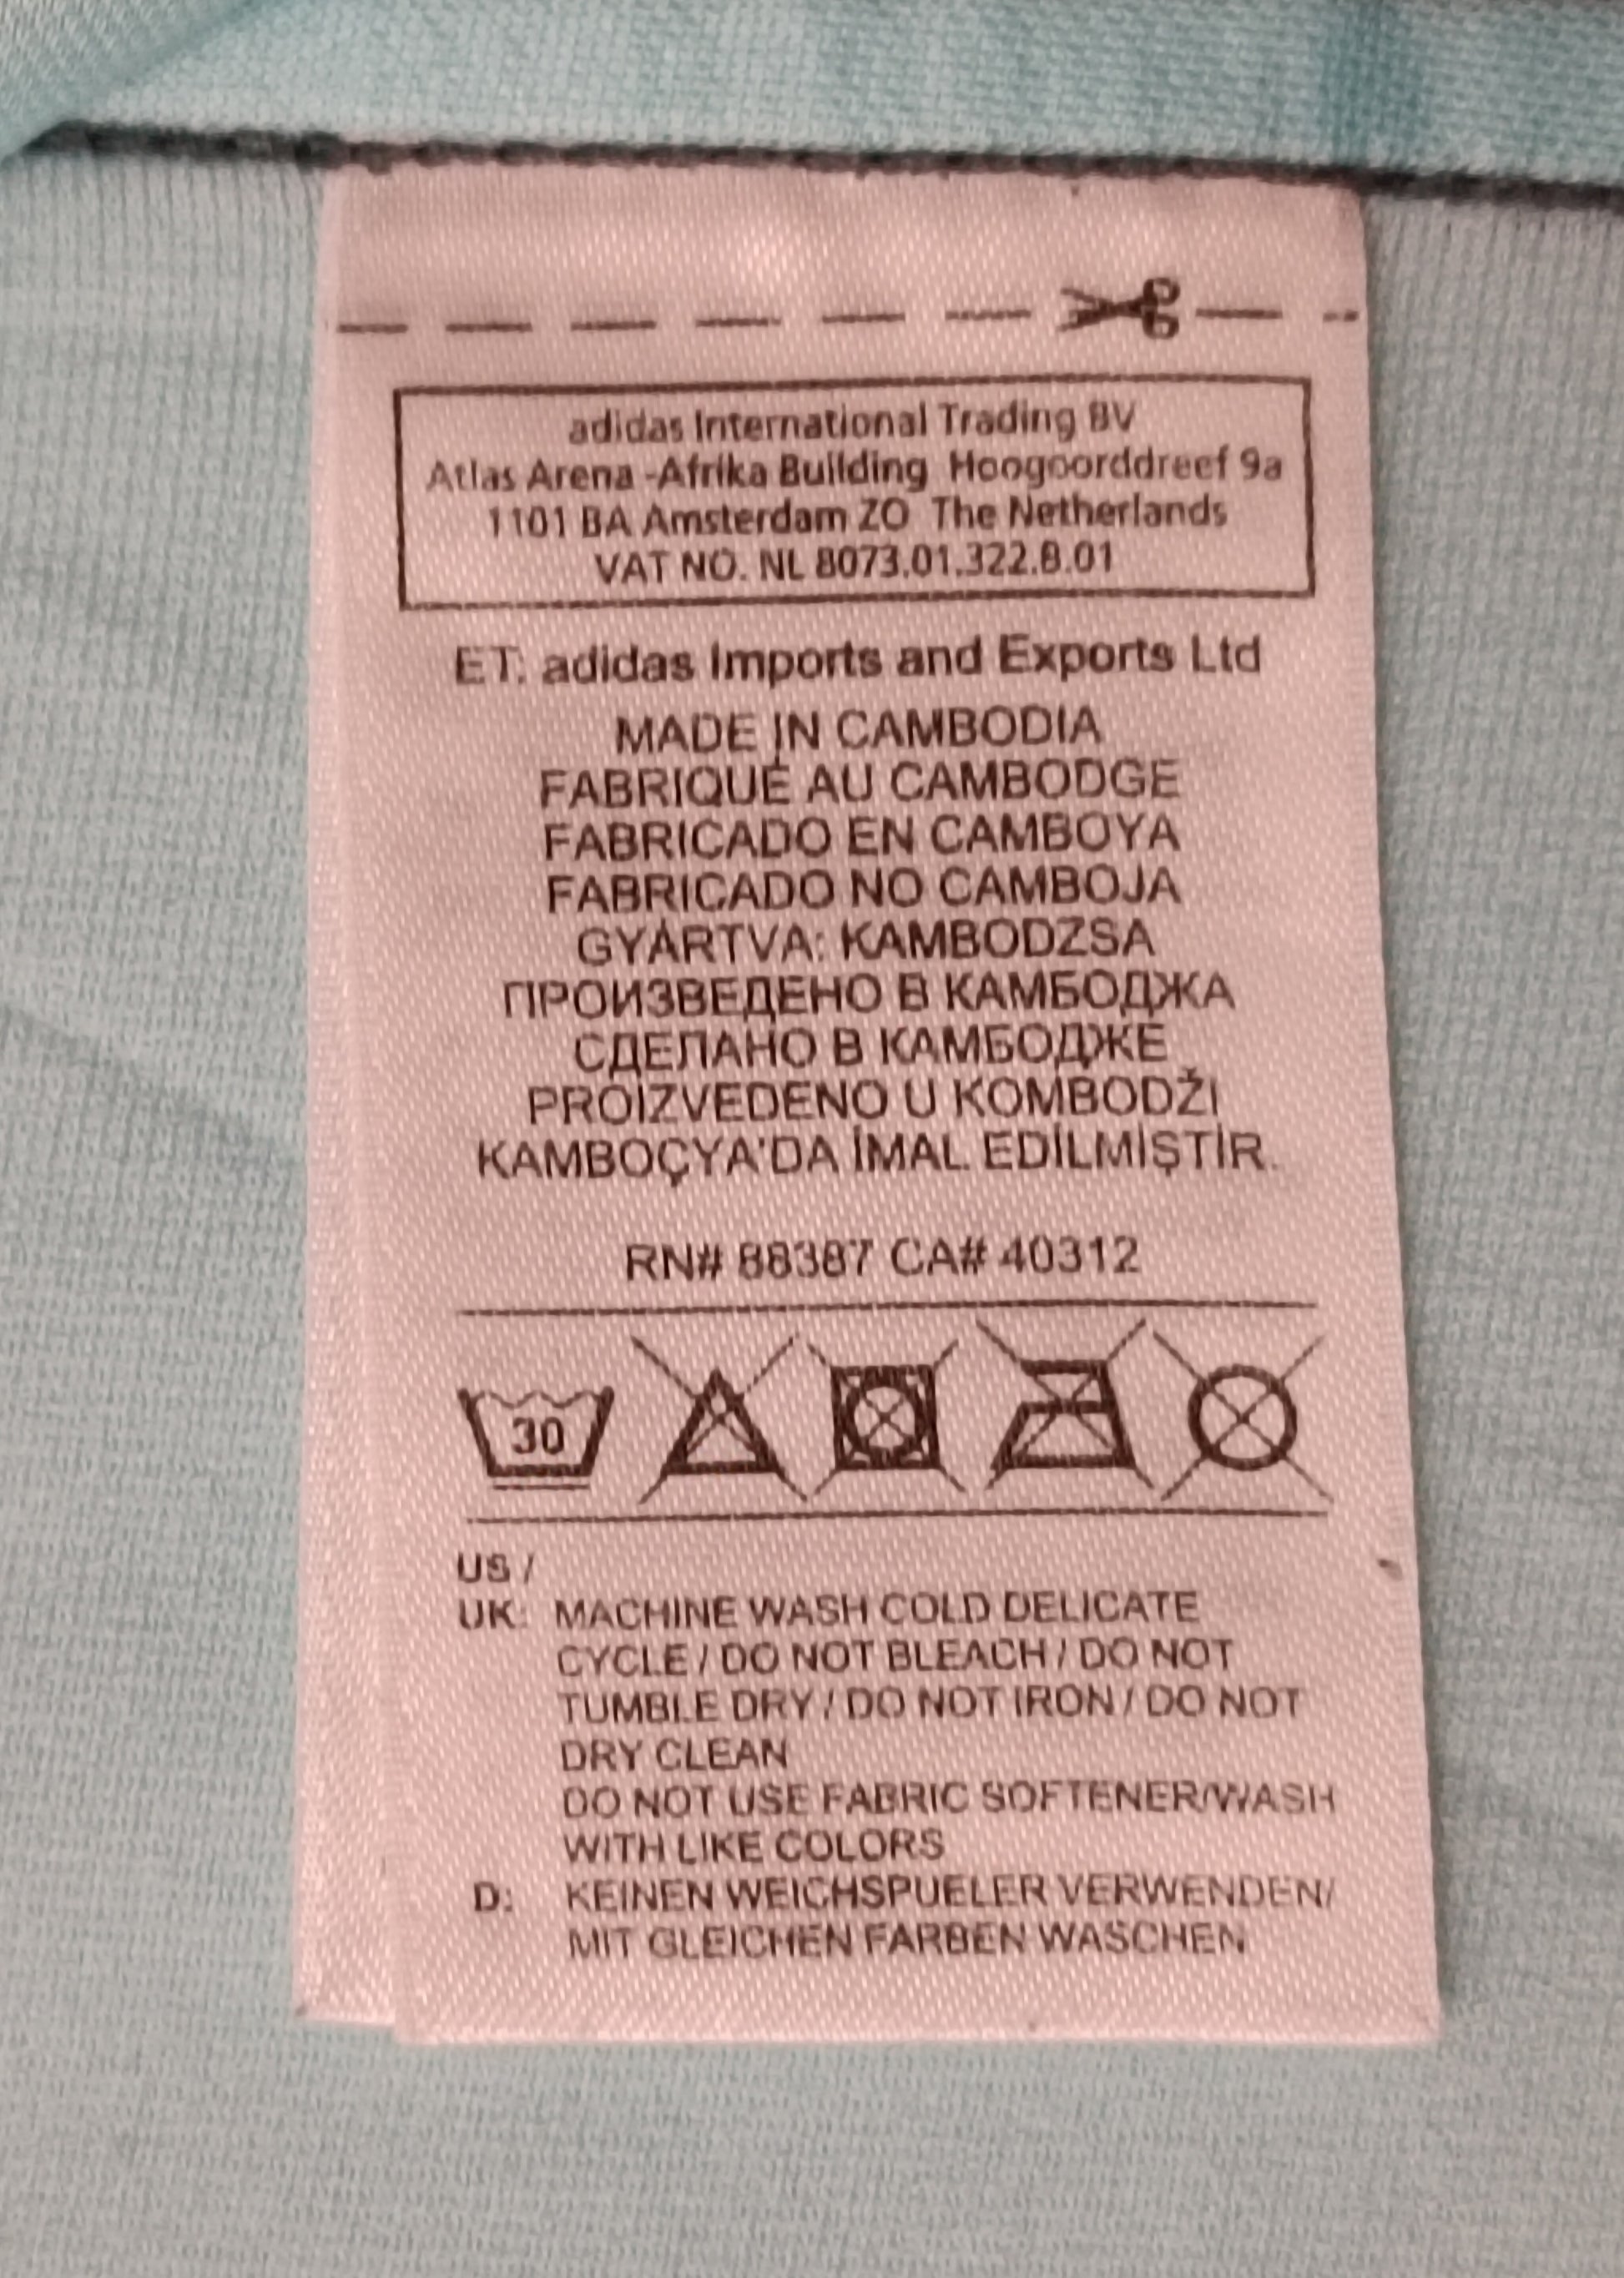 adidas International Trading BV
Atlas Arena -Afrika Building Hoogoorddreef 9a
1101 BA Amsterdam ZO The Netherlands
VAT NO. NL 8073.01.322.B.01
ET: adidas Imports and Exports Ltd
MADE IN CAMBODIA
FABRIQUÉ AU CAMBODGE
FABRICADO EN CAMBOYA
FABRICADO NO CAMBOJA
GYÁRTVA: KAMBODZSA
ПРОИЗВЕДЕНО В КАМБОДЖА
СДЕЛАНО В КАМБОДЖЕ
PROIZVEDENO U KOMBODŽI
KAMBOÇYA'DA İMAL EDİLMİŞTİR.
RN# 88387 CA# 40312
30
US /
UK: MACHINE WASH COLD DELICATE
CYCLE / DO NOT BLEACH / DO NOT
TUMBLE DRY / DO NOT IRON / DO NOT
DRY CLEAN
DO NOT USE FABRIC SOFTENER/WASH
WITH LIKE COLORS
D: KEINEN WEICHSPUELER VERWENDEN/
MIT GLEICHEN FARBEN WASCHEN